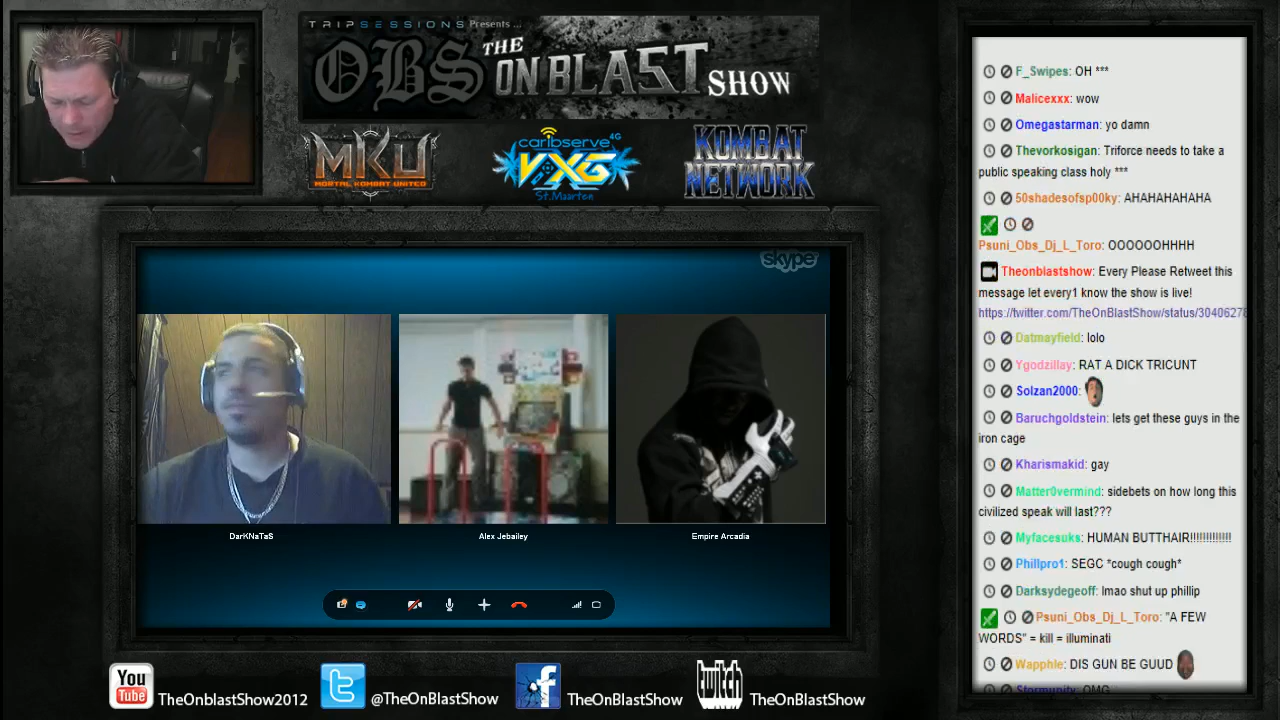 TRIPSESSIONS Presents ...
OBS THE ON BLAST SHOW
MKU
MORTAL KOMBAT UNITED
caribserve 4G
VXG
St.Maarten
KOMBAT
NETWORK
skype
DarKNaTaS
Alex Jebailey
Empire Arcadia
You
Tube
TheOnblastShow2012
@TheOnBlastShow
TheOnBlastShow
twitch
TheOnBlastShow
F_Swipes: OH ***
Malicexxx: wow
Omegastarman: yo damn
Thevorkosigan: Triforce needs to take a
public speaking class holy ***
50shadesofsp00ky: AHAHAHAHAHA
Psuni_Obs_Dj_L_Toro: OOOOOOHHHH
Theonblastshow: Every Please Retweet this
message let every1 know the show is live!
https://twitter.com/TheOnBlastShow/status/30406278
Datmayfield: lolo
Ygodzillay: RAT A DICK TRICUNT
Solzan2000:
Baruchgoldstein: lets get these guys in the
iron cage
Kharismakid: gay
Matter0vermind: sidebets on how long this
civilized speak will last???
Myfacesuks: HUMAN BUTTHAIR!!!!!!!!!!!!!
Phillpro1: SEGC *cough cough*
Darksydegeoff: lmao shut up phillip
Psuni_Obs_Dj_L_Toro: "A FEW
WORDS" = kill = illuminati
Wapphle: DIS GUN BE GUUD
Stormunity: OMG